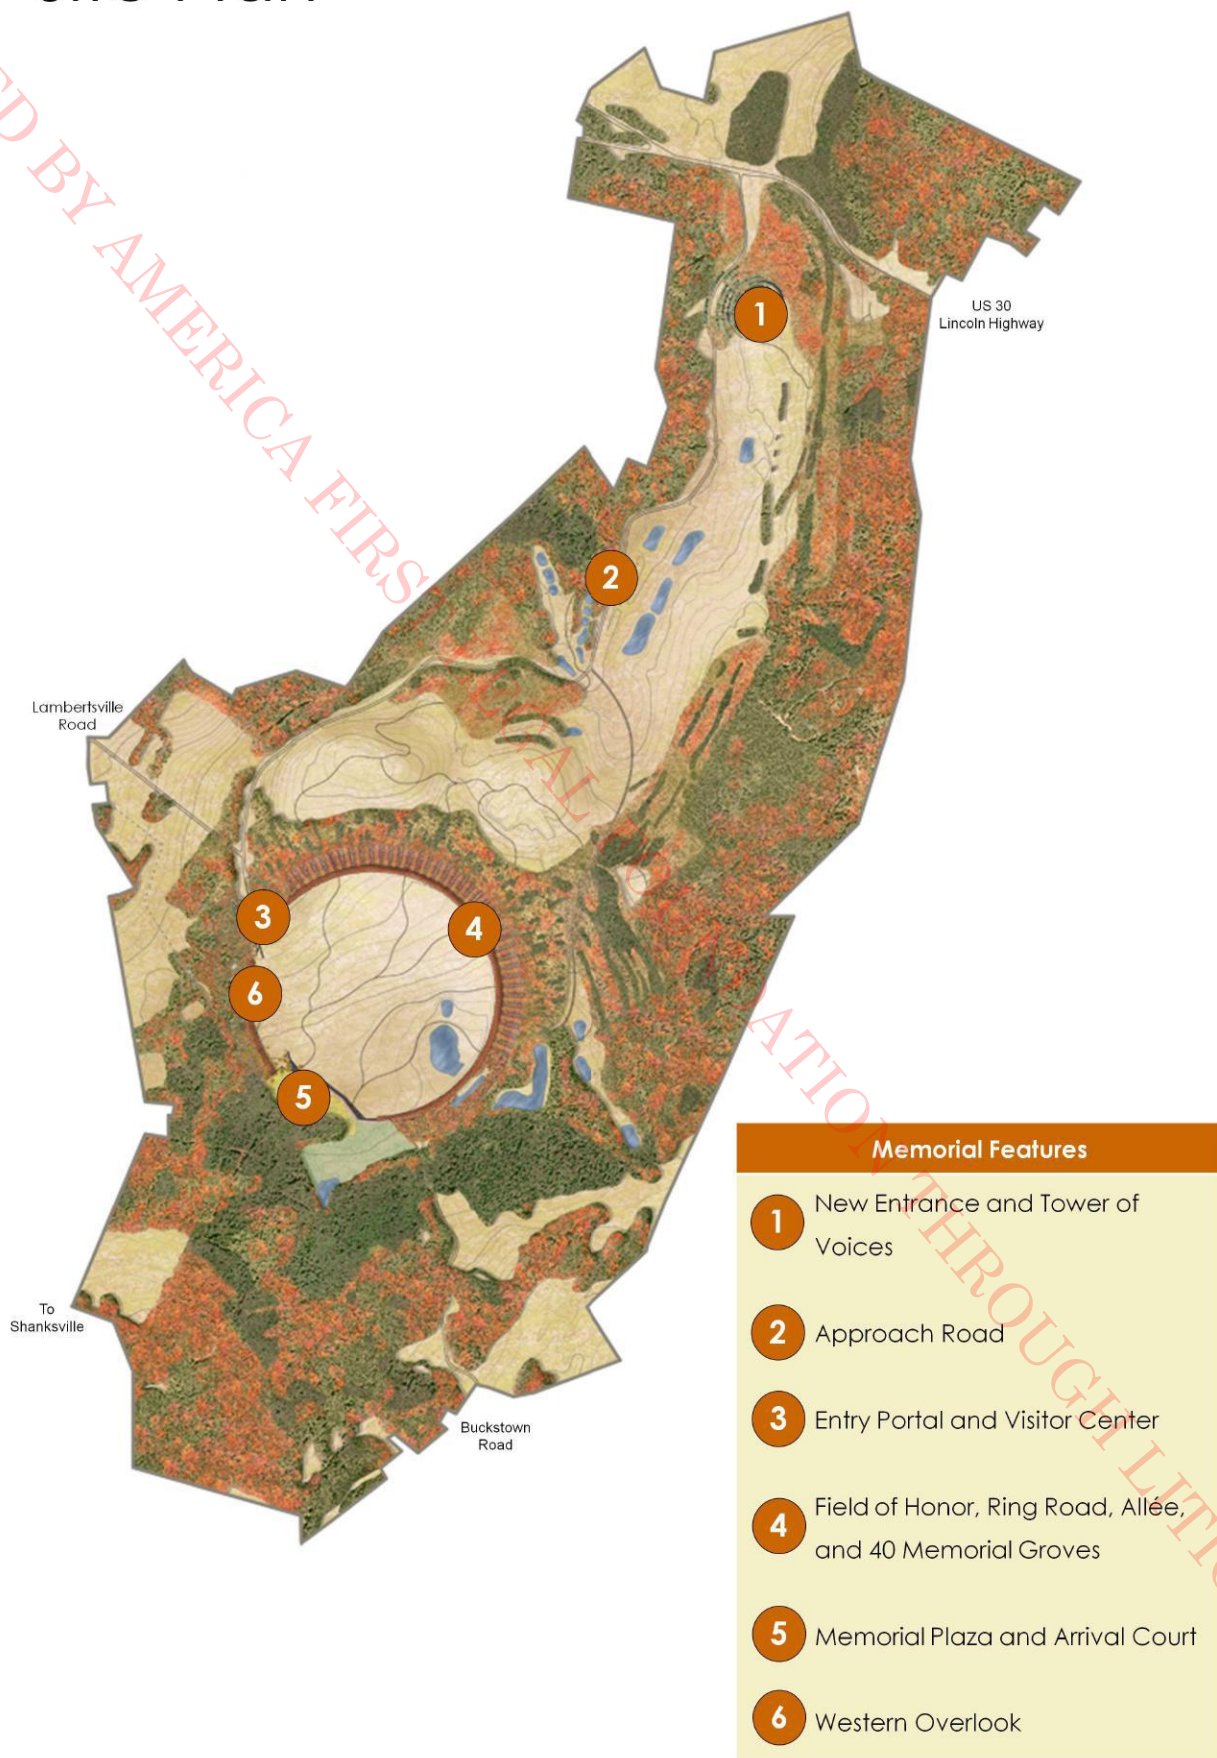 US 30
Lincoln Highway
Lambertsville
Road
To
Shanksville
Buckstown
Road
1
2
3
4
6
5
Memorial Features
1 New Entrance and Tower of
Voices
2 Approach Road
3 Entry Portal and Visitor Center
4 Field of Honor, Ring Road, Allée,
and 40 Memorial Groves
5 Memorial Plaza and Arrival Court
6 Western Overlook
BY AMERICA FIRST LEGAL FOUNDATION THROUGH